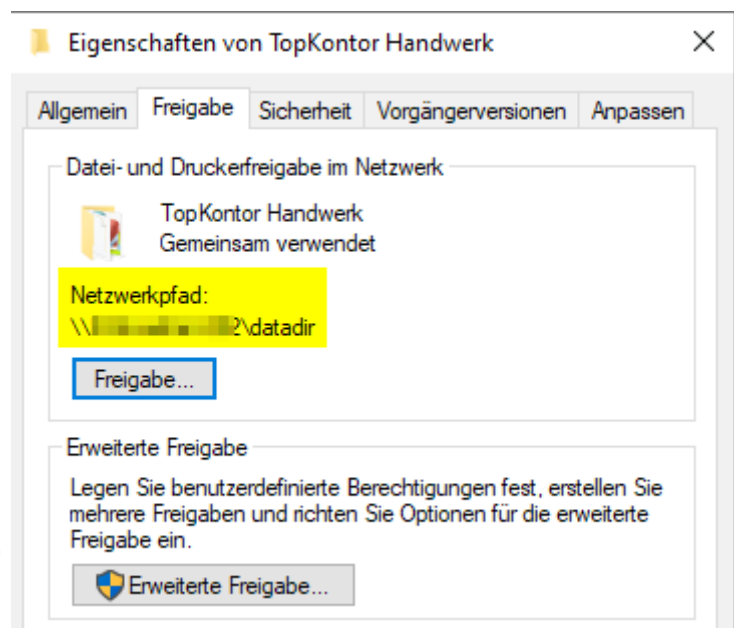 Eigenschaften von TopKontor Handwerk
Allgemein Freigabe Sicherheit Vorgängerversionen Anpassen
Datei- und Druckerfreigabe im Netzwerk
TopKontor Handwerk
Gemeinsam verwendet
Netzwerkpfad:
\\ 2\datadir
Freigabe...
Erweiterte Freigabe
Legen Sie benutzerdefinierte Berechtigungen fest, erstellen Sie
mehrere Freigaben und richten Sie Optionen für die erweiterte
Freigabe ein.
Erweiterte Freigabe...